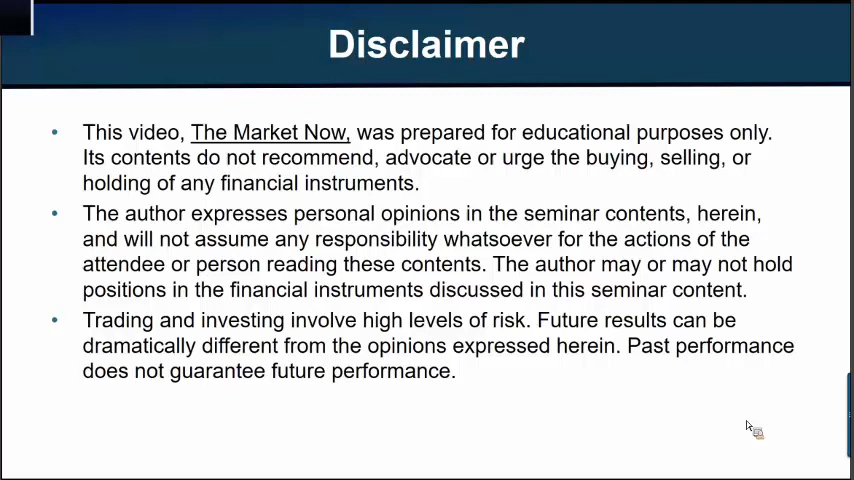 Disclaimer
• This video, The Market Now, was prepared for educational purposes only.
Its contents do not recommend, advocate or urge the buying, selling, or
holding of any financial instruments.
• The author expresses personal opinions in the seminar contents, herein,
and will not assume any responsibility whatsoever for the actions of the
attendee or person reading these contents. The author may or may not hold
positions in the financial instruments discussed in this seminar content.
• Trading and investing involve high levels of risk. Future results can be
dramatically different from the opinions expressed herein. Past performance
does not guarantee future performance.